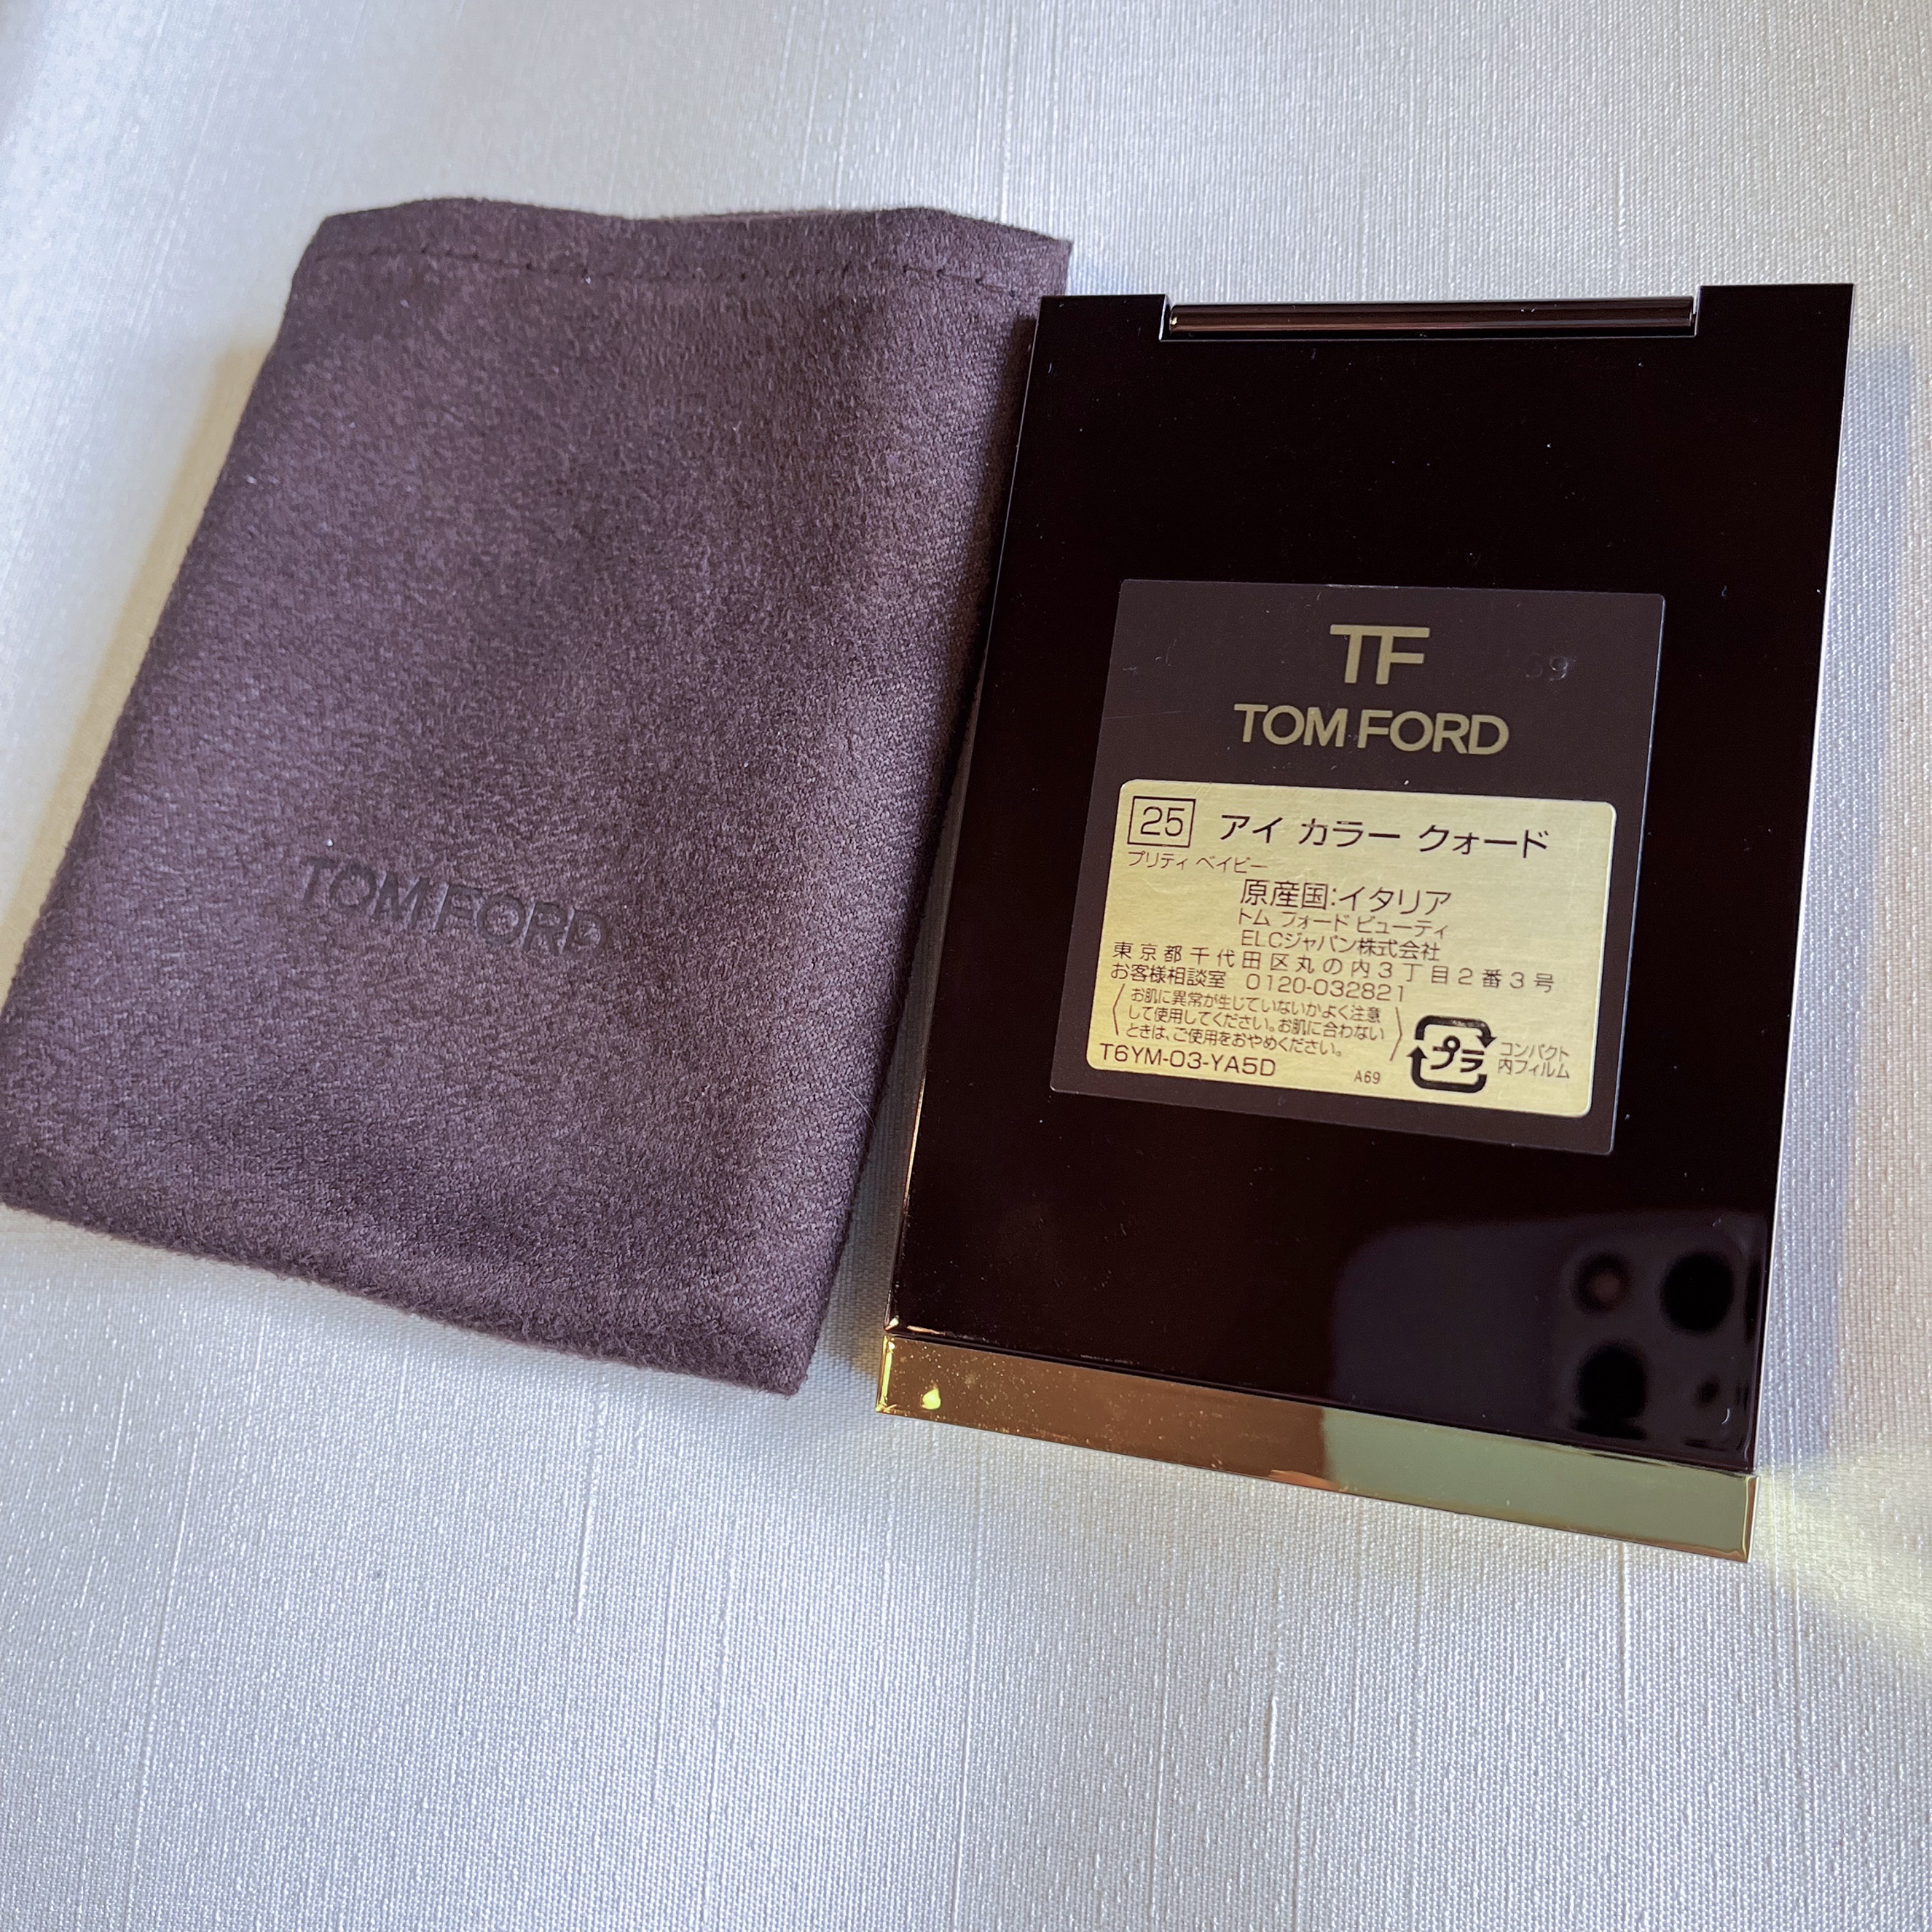 TOM FORD
TF
TOM FORD
25 アイ カラー クォード
プリティ ベイビー
原産国:イタリア
トム フォード ビューティ
ELCジャパン株式会社
東京都千代田区丸の内3丁目2番3号
お客様相談室 0120-032821
お肌に異常が生じていないかよく注意
して使用してください。お肌に合わない
ときは、ご使用をおやめください。
T6YM-03-YA5D A69
プラ
コンパクト
内フィルム